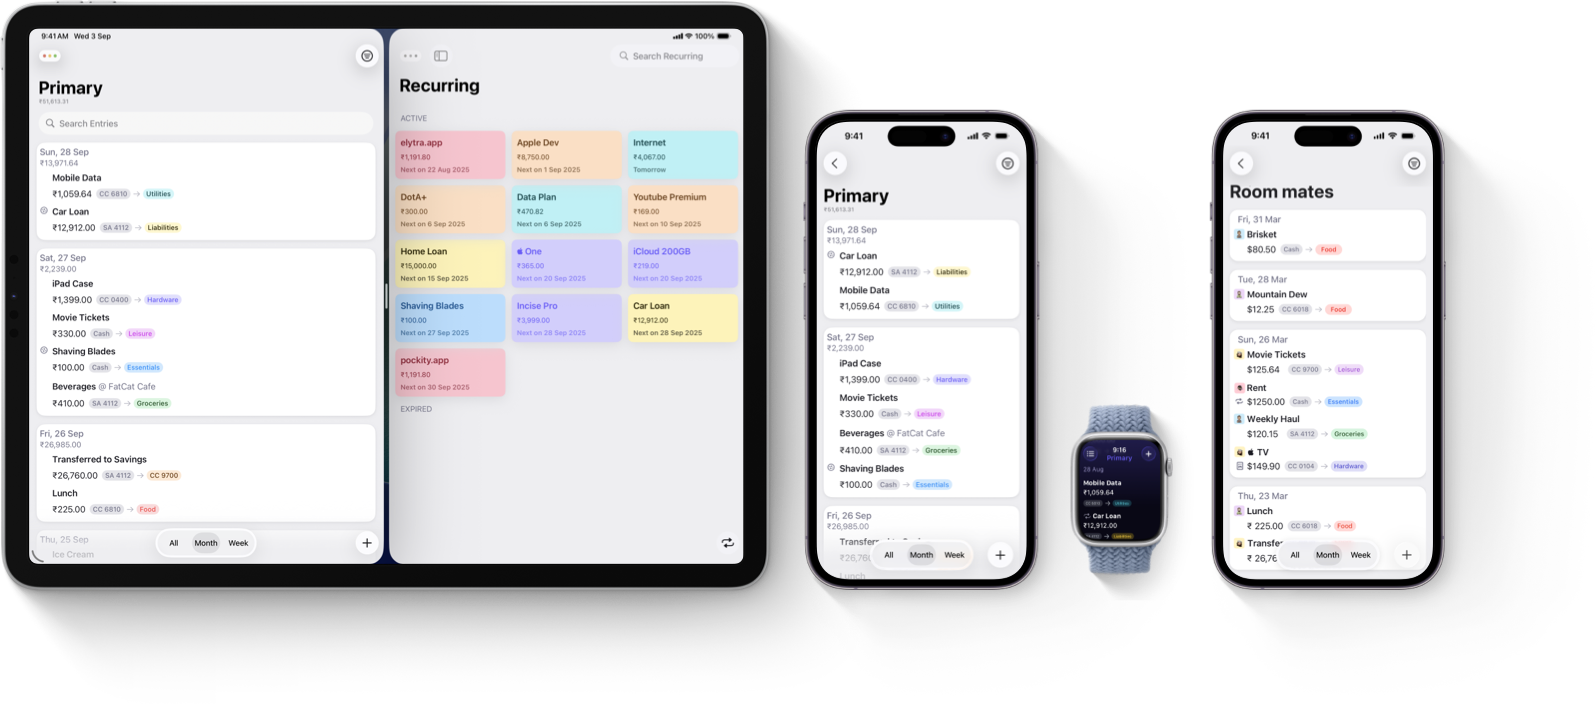 9:41 AM Wed 3 Sep
Primary
₹51,613.31
Search Entries
Sun, 28 Sep
₹13,971.64
Mobile Data
₹1,059.64 CC 6810 → Utilities
Car Loan
₹12,912.00 SA 4112 → Liabilities
Sat, 27 Sep
₹2,239.00
iPad Case
₹1,399.00 CC 0400 → Hardware
Movie Tickets
₹330.00 Cash → Leisure
Shaving Blades
₹100.00 Cash → Essentials
Beverages @ FatCat Cafe
₹410.00 SA 4112 → Groceries
Fri, 26 Sep
₹26,985.00
Transferred to Savings
₹26,760.00 SA 4112 → CC 9700
Lunch
₹225.00 CC 6810 → Food
Thu, 25 Sep
Ice Cream
All Month Week
100%
Search Recurring
Recurring
ACTIVE
elytra.app
₹1,191.80
Next on 22 Aug 2025
Apple Dev
₹8,750.00
Next on 1 Sep 2025
Internet
₹4,067.00
Tomorrow
DotA+
₹300.00
Next on 6 Sep 2025
Data Plan
₹470.82
Next on 6 Sep 2025
Youtube Premium
₹169.00
Next on 10 Sep 2025
Home Loan
₹15,000.00
Next on 15 Sep 2025
One
₹365.00
Next on 20 Sep 2025
iCloud 200GB
₹219.00
Next on 20 Sep 2025
Shaving Blades
₹100.00
Next on 27 Sep 2025
Incise Pro
₹3,999.00
Next on 28 Sep 2025
Car Loan
₹12,912.00
Next on 28 Sep 2025
pockity.app
₹1,191.80
Next on 30 Sep 2025
EXPIRED
9:41
Primary
₹51,613.31
Sun, 28 Sep
₹13,971.64
Car Loan
₹12,912.00 SA 4112 → Liabilities
Mobile Data
₹1,059.64 CC 6810 → Utilities
Sat, 27 Sep
₹2,239.00
iPad Case
₹1,399.00 CC 0400 → Hardware
Movie Tickets
₹330.00 Cash → Leisure
Beverages @ FatCat Cafe
₹410.00 SA 4112 → Groceries
Shaving Blades
₹100.00 Cash → Essentials
Fri, 26 Sep
₹26,985.00
₹26,76
Lunch
All Month Week
9:16
Primary
28 Aug
Mobile Data
₹1,059.64
Car Loan
₹12,912.00
9:41
Room mates
Fri, 31 Mar
Brisket
$80.50 Cash → Food
Tue, 28 Mar
Mountain Dew
$12.25 CC 6018 → Food
Sun, 26 Mar
Movie Tickets
$125.64 CC 9700 → Leisure
Rent
$1250.00 Cash → Essentials
Weekly Haul
$120.15 SA 4112 → Groceries
TV
$149.90 CC 0104 → Hardware
Thu, 23 Mar
Lunch
₹ 225.00 CC 6018 → Food
Transfer
₹ 26,76
All Month Week